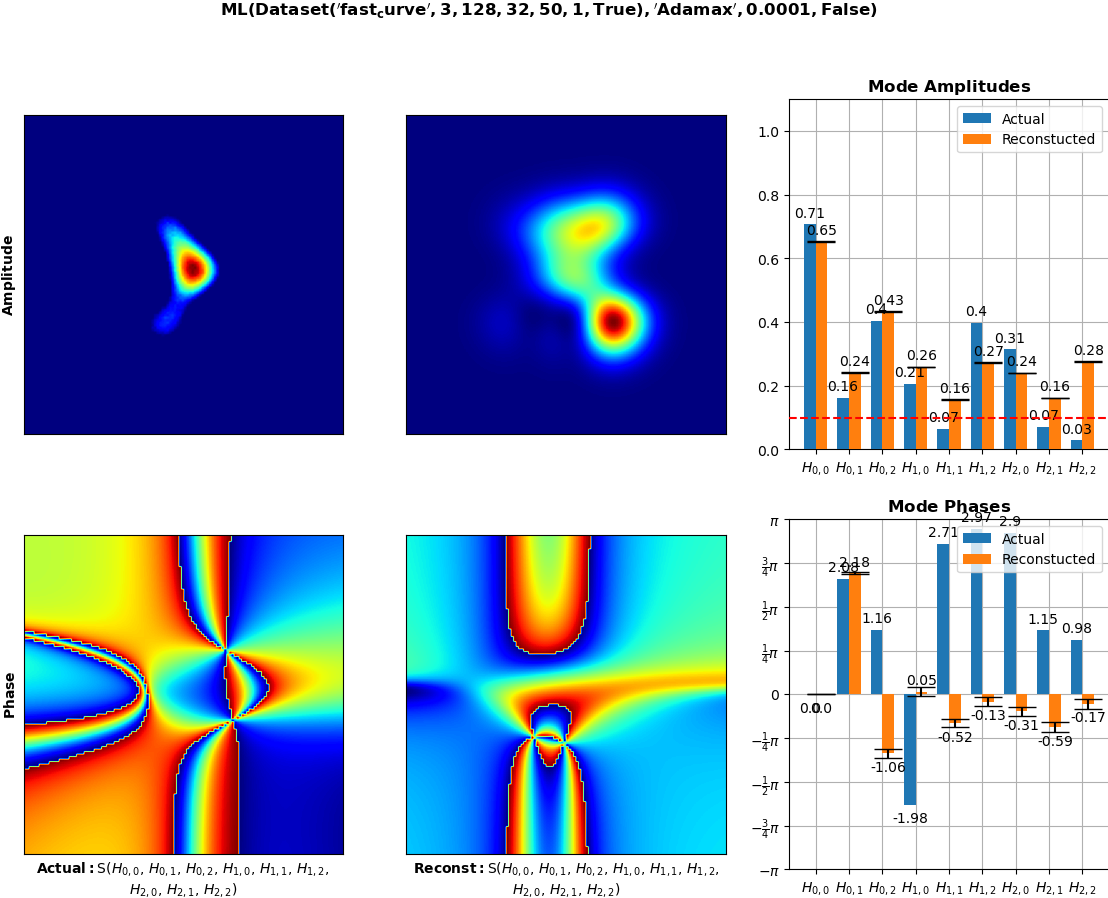 ML(Dataset('fast_curve', 3, 128, 32, 50, 1, True), 'Adamax', 0.0001, False)
Amplitude
Mode Amplitudes
Actual
Reconstucted
1.0
0.8
0.6
0.4
0.2
0.0
0.71
0.65
0.16
0.24
0.4
0.43
0.21
0.26
0.07
0.16
0.4
0.27
0.31
0.24
0.07
0.16
0.03
0.28
H0,0 H0,1 H0,2 H1,0 H1,1 H1,2 H2,0 H2,1 H2,2
Phase
Mode Phases
Actual
Reconstucted
π
3/4π
1/2π
1/4π
0
−1/4π
−1/2π
−3/4π
−π
0.0
0.0
2.08
2.18
1.16
-1.06
-1.98
0.05
2.71
-0.52
2.97
-0.13
2.9
-0.31
1.15
-0.59
0.98
-0.17
H0,0 H0,1 H0,2 H1,0 H1,1 H1,2 H2,0 H2,1 H2,2
Actual: S(H0,0, H0,1, H0,2, H1,0, H1,1, H1,2,
H2,0, H2,1, H2,2)
Reconst: S(H0,0, H0,1, H0,2, H1,0, H1,1, H1,2,
H2,0, H2,1, H2,2)